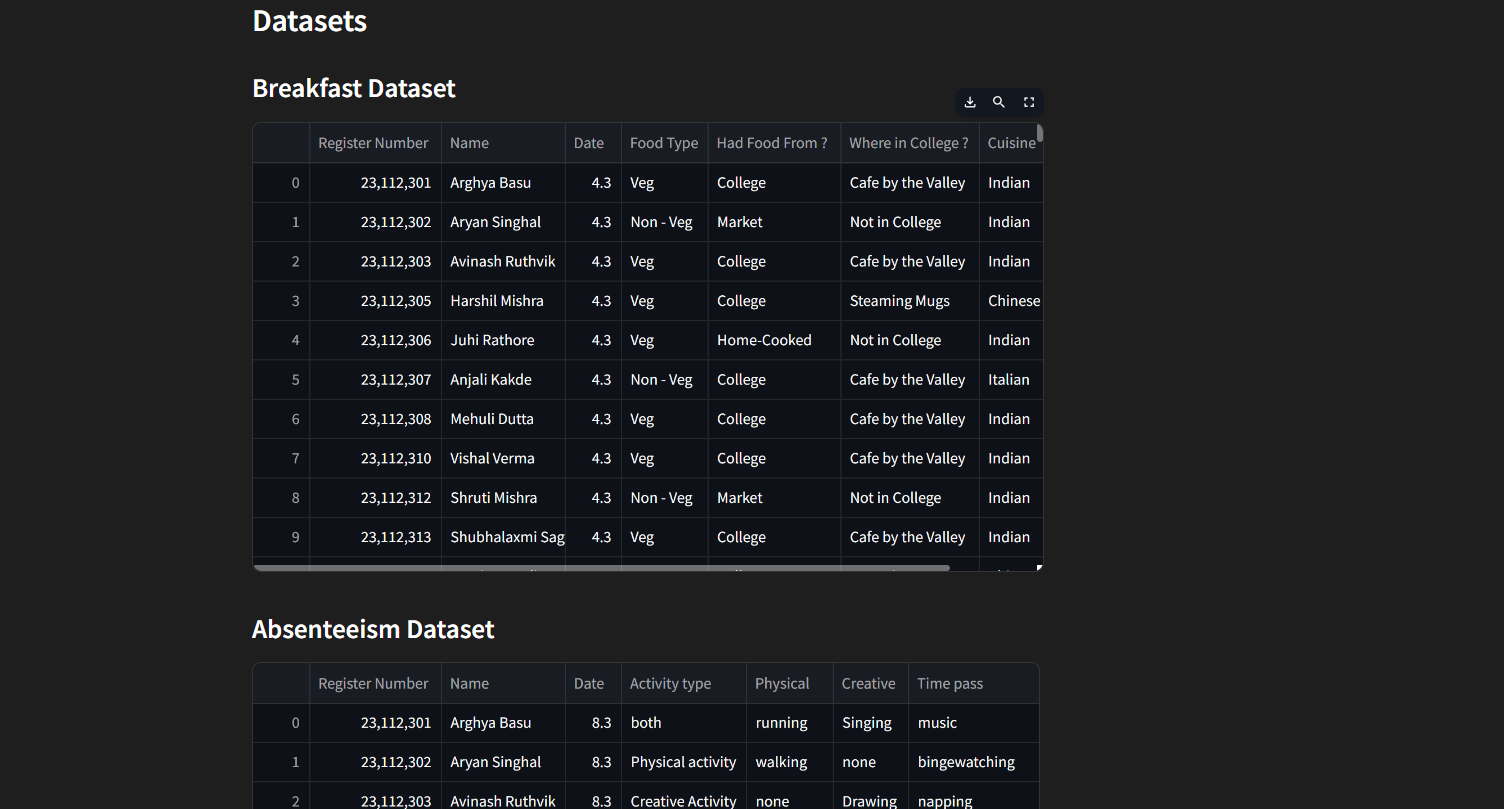 Datasets
Breakfast Dataset
Register Number Name Date Food Type Had Food From ? Where in College ? Cuisine
0 23,112,301 Arghya Basu 4.3 Veg College Cafe by the Valley Indian
1 23,112,302 Aryan Singhal 4.3 Non - Veg Market Not in College Indian
2 23,112,303 Avinash Ruthvik 4.3 Veg College Cafe by the Valley Indian
3 23,112,305 Harshil Mishra 4.3 Veg College Steaming Mugs Chinese
4 23,112,306 Juhi Rathore 4.3 Veg Home-Cooked Not in College Indian
5 23,112,307 Anjali Kakde 4.3 Non - Veg College Cafe by the Valley Italian
6 23,112,308 Mehuli Dutta 4.3 Veg College Cafe by the Valley Indian
7 23,112,310 Vishal Verma 4.3 Veg College Cafe by the Valley Indian
8 23,112,312 Shruti Mishra 4.3 Non - Veg Market Not in College Indian
9 23,112,313 Shubhalaxmi Sag 4.3 Veg College Cafe by the Valley Indian
Absenteeism Dataset
Register Number Name Date Activity type Physical Creative Time pass
0 23,112,301 Arghya Basu 8.3 both running Singing music
1 23,112,302 Aryan Singhal 8.3 Physical activity walking none bingewatching
2 23,112,303 Avinash Ruthvik 8.3 Creative Activity none Drawing napping